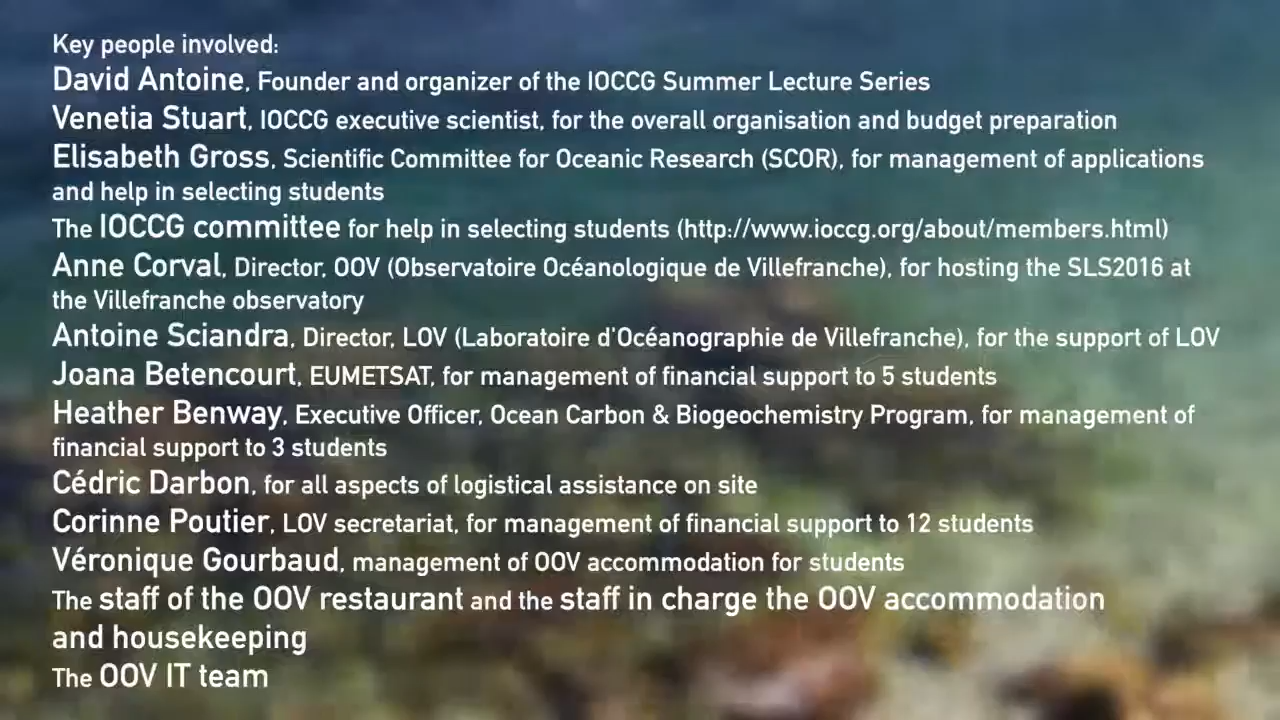 Key people involved:
David Antoine, Founder and organizer of the IOCCG Summer Lecture Series
Venetia Stuart, IOCCG executive scientist, for the overall organisation and budget preparation
Elisabeth Gross, Scientific Committee for Oceanic Research (SCOR), for management of applications
and help in selecting students
The IOCCG committee for help in selecting students (http://www.ioccg.org/about/members.html)
Anne Corval, Director, OOV (Observatoire Océanologique de Villefranche), for hosting the SLS2016 at
the Villefranche observatory
Antoine Sciandra, Director, LOV (Laboratoire d'Océanographie de Villefranche), for the support of LOV
Joana Betencourt, EUMETSAT, for management of financial support to 5 students
Heather Benway, Executive Officer, Ocean Carbon & Biogeochemistry Program, for management of
financial support to 3 students
Cédric Darbon, for all aspects of logistical assistance on site
Corinne Poutier, LOV secretariat, for management of financial support to 12 students
Véronique Gourbaud, management of OOV accommodation for students
The staff of the OOV restaurant and the staff in charge the OOV accommodation
and housekeeping
The OOV IT team